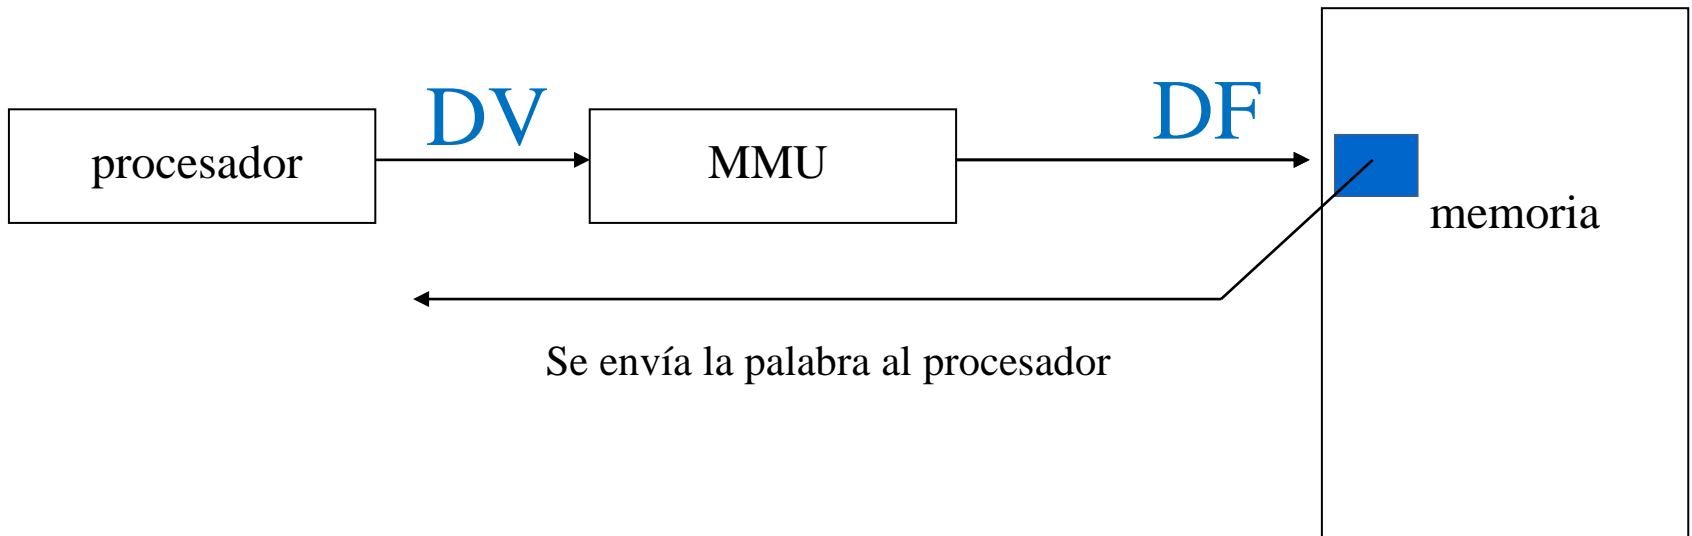 DV
DF
procesador
MMU
memoria
Se envía la palabra al procesador